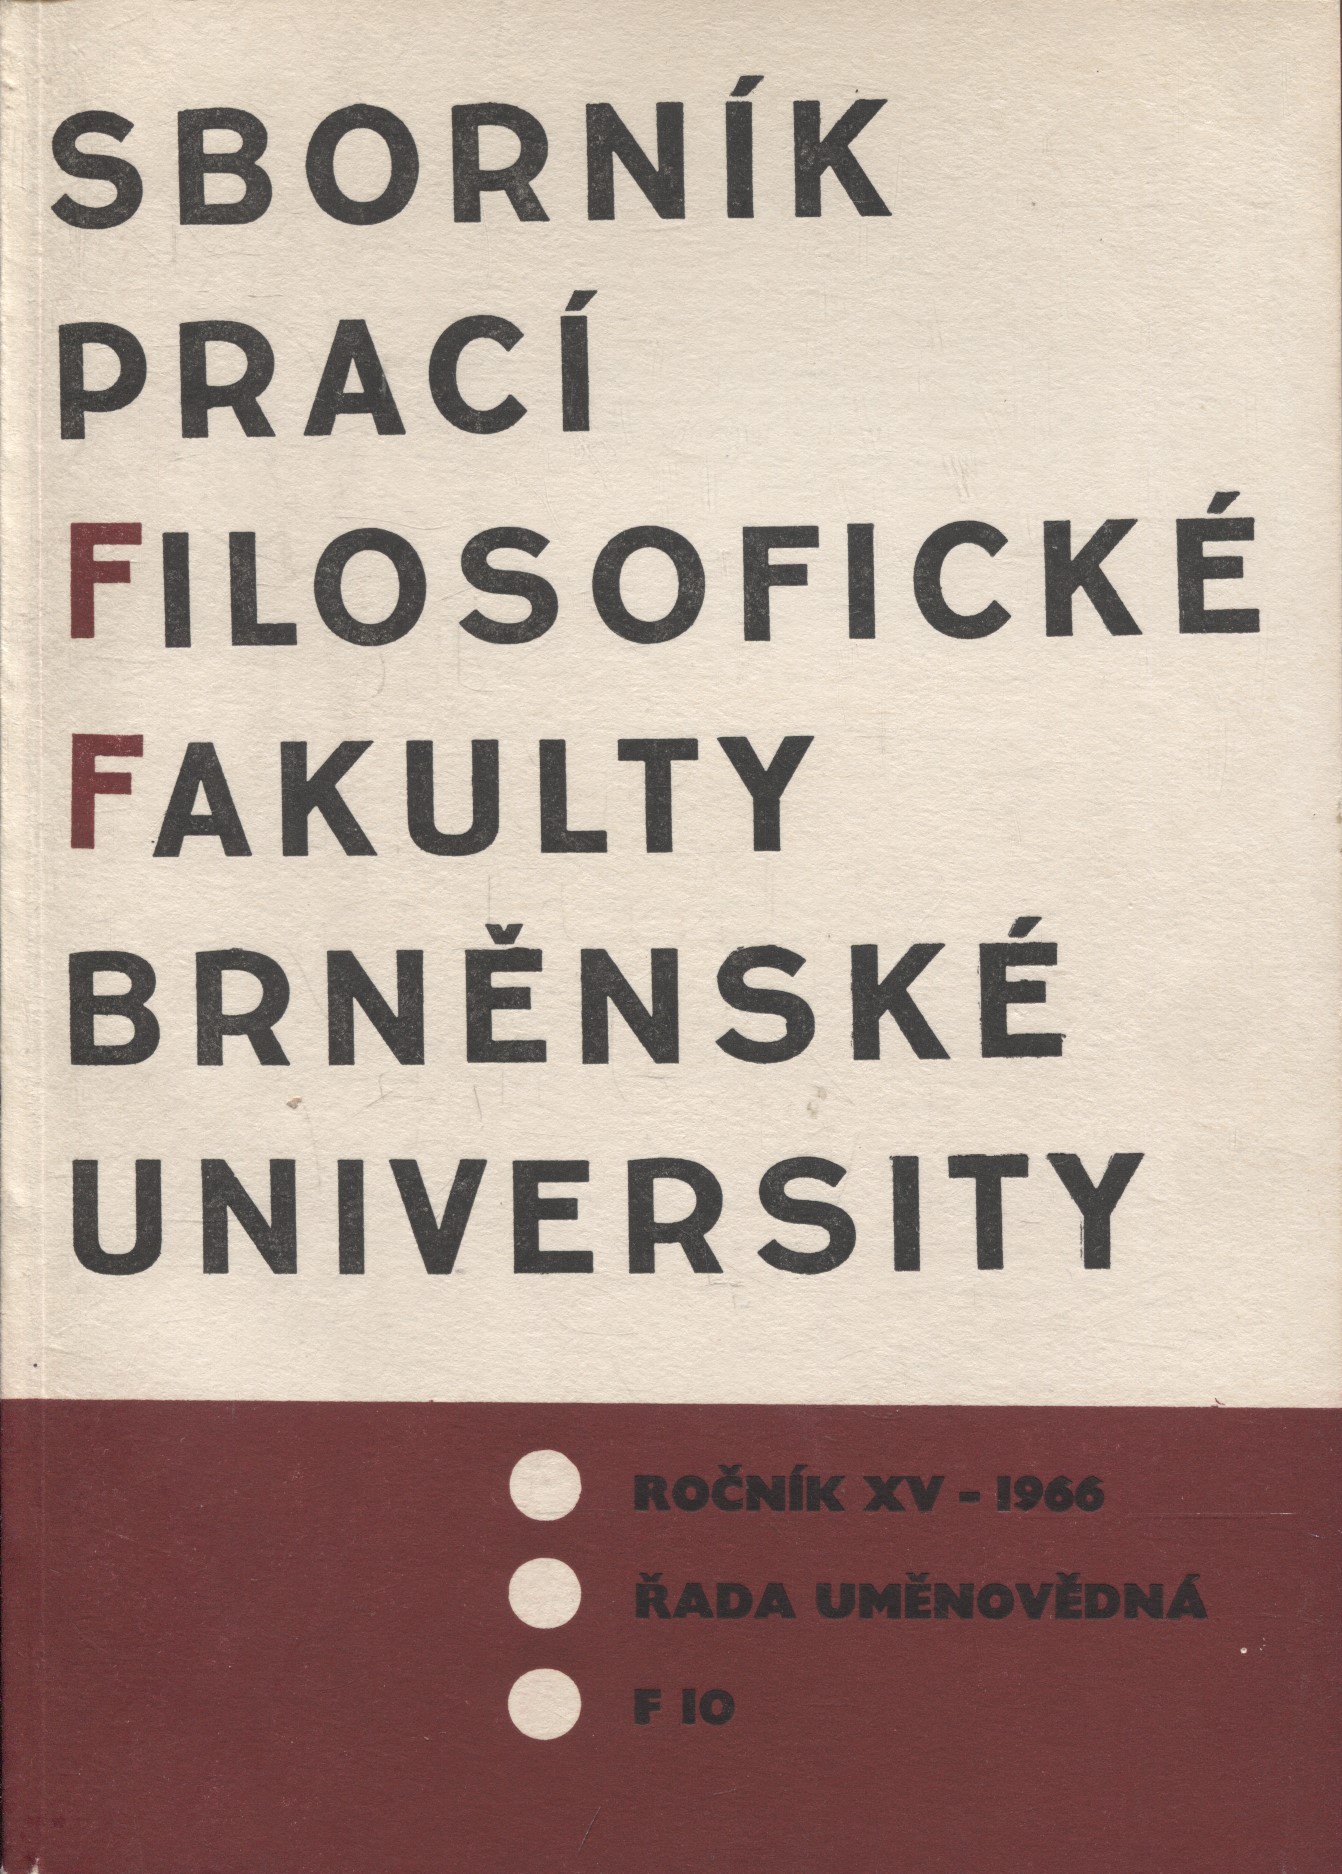 SBORNÍK
PRACÍ
FILOSOFICKÉ
FAKULTY
BRNĚNSKÉ
UNIVERSITY
ROČNÍK XV - 1966
ŘADA UMĚNOVĚDNÁ
F 10